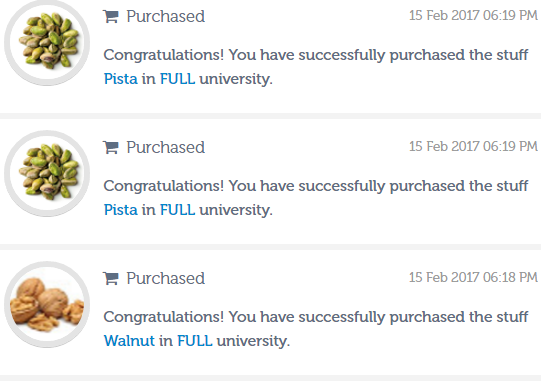 Purchased 15 Feb 2017 06:19 PM
Congratulations! You have successfully purchased the stuff
Pista in FULL university.
Purchased 15 Feb 2017 06:19 PM
Congratulations! You have successfully purchased the stuff
Pista in FULL university.
Purchased 15 Feb 2017 06:18 PM
Congratulations! You have successfully purchased the stuff
Walnut in FULL university.